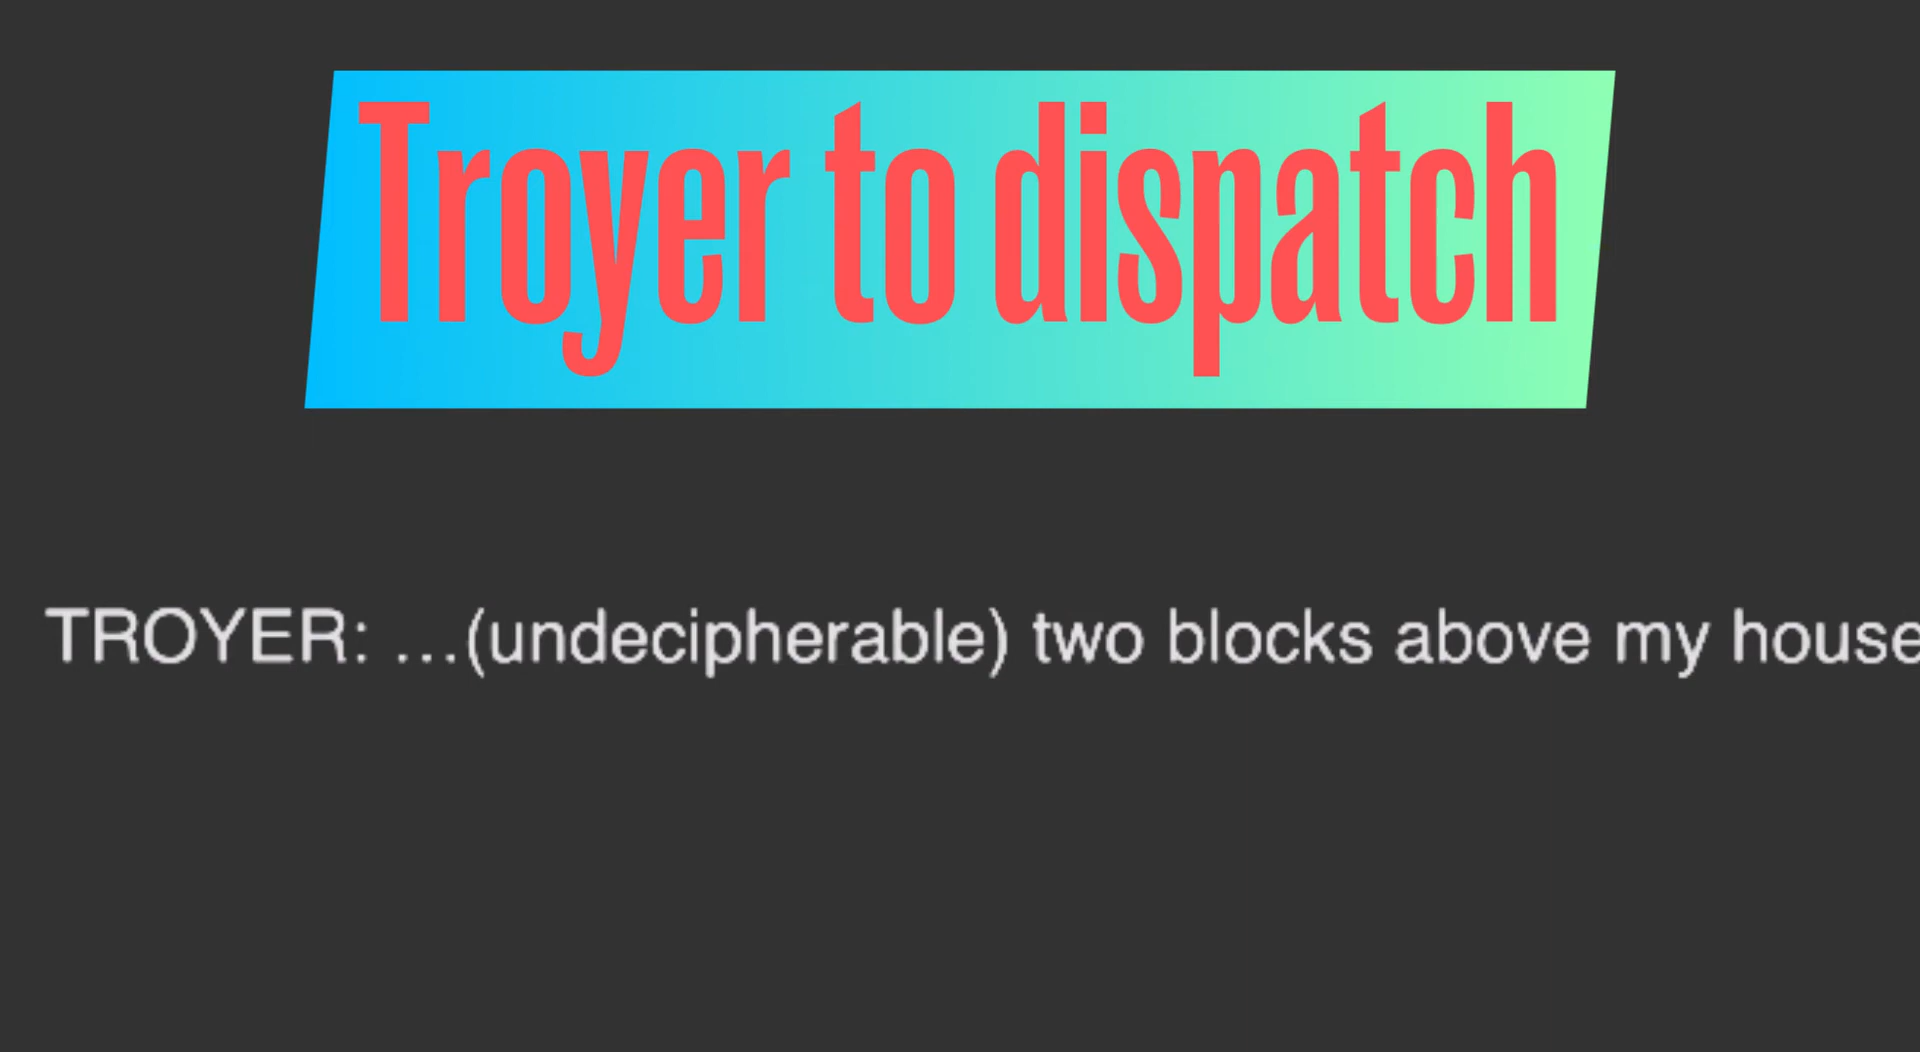 Troyer to dispatch
TROYER: …(undecipherable) two blocks above my house